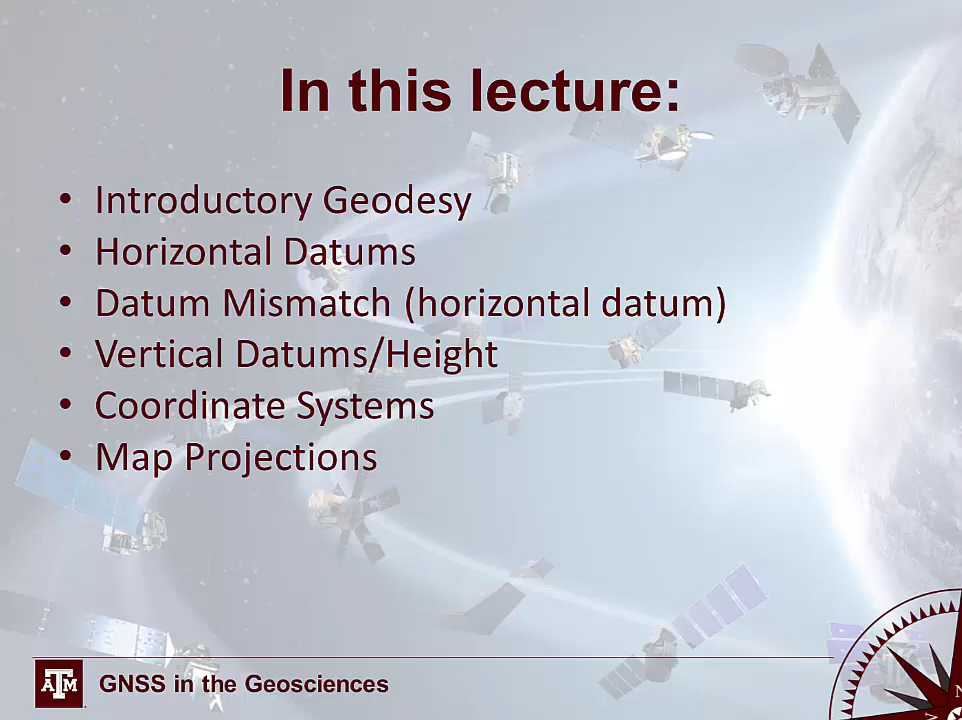 In this lecture:
• Introductory Geodesy
• Horizontal Datums
• Datum Mismatch (horizontal datum)
• Vertical Datums/Height
• Coordinate Systems
• Map Projections
ATM GNSS in the Geosciences
N